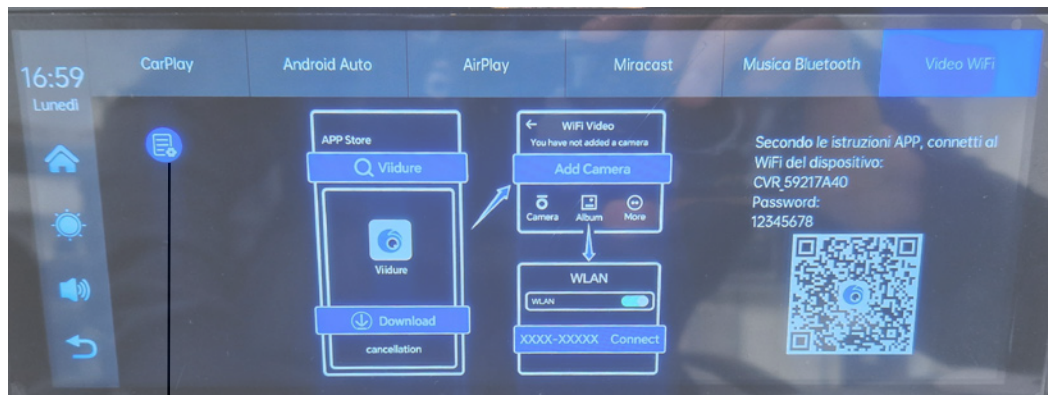 16:59
Lunedì
CarPlay
Android Auto
AirPlay
Miracast
Musica Bluetooth
Video WiFi
APP Store
Viidure
Viidure
Download
cancellation
WiFi Video
You have not added a camera
Add Camera
Camera
Album
More
WLAN
WLAN
XXXX-XXXXX Connect
Secondo le istruzioni APP, connetti al
WiFi del dispositivo:
CVR_59217A40
Password:
12345678